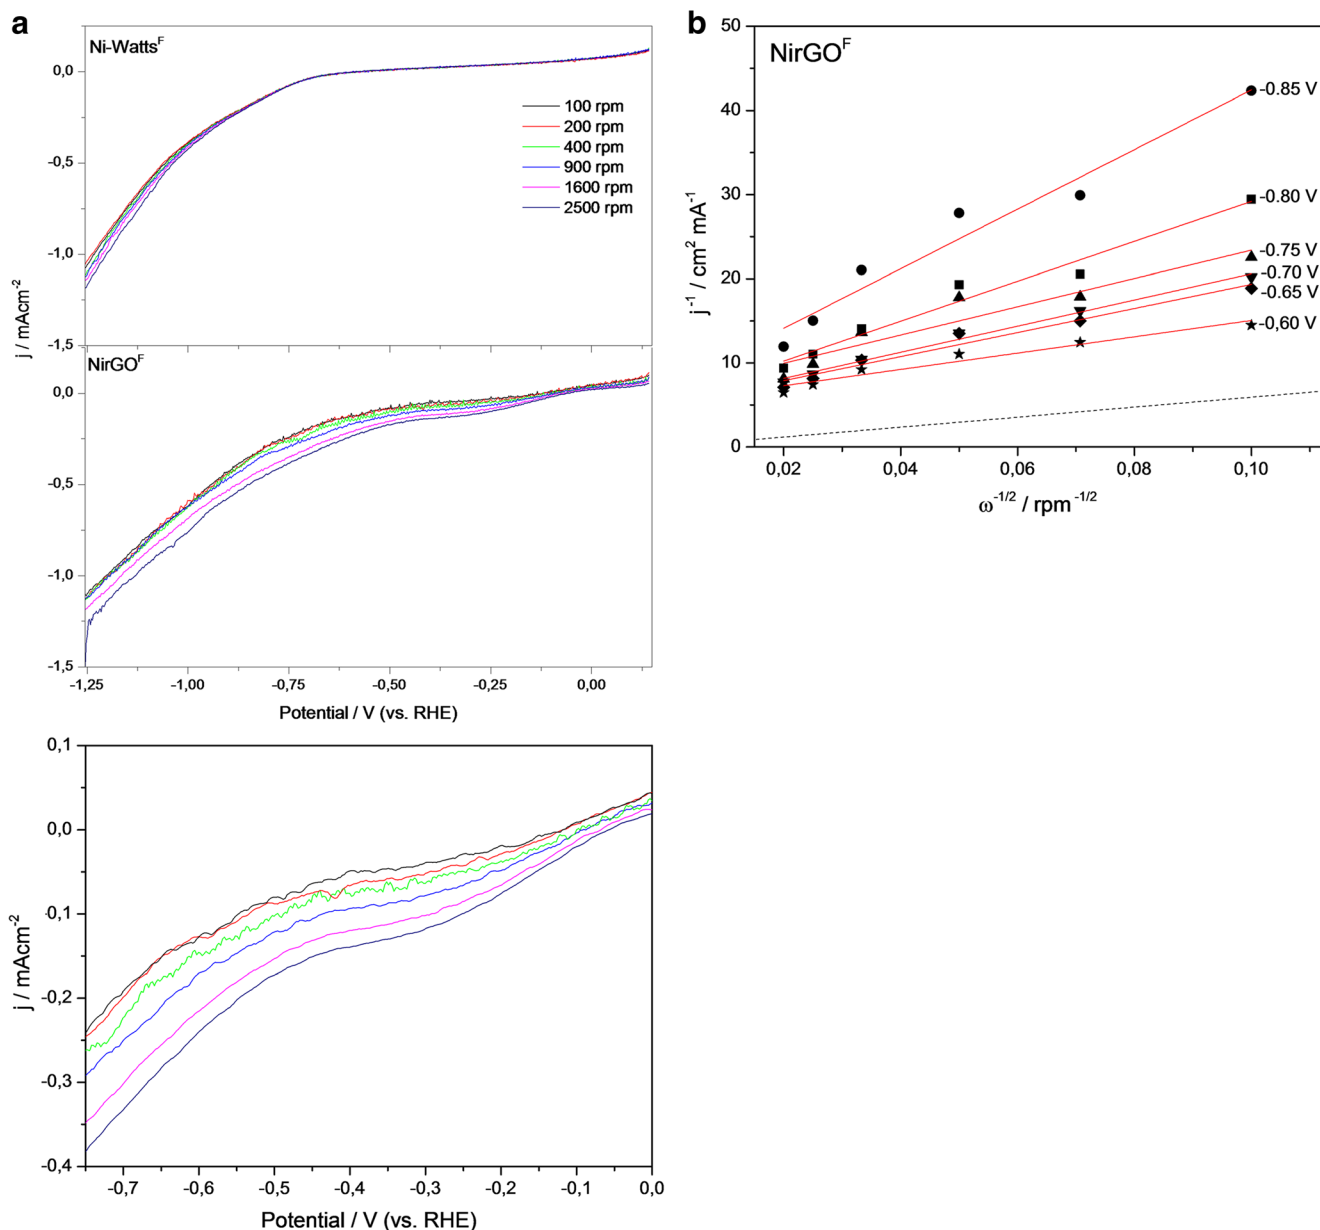 a
Ni-Watts^F
0,0
-0,5
-1,0
-1,5
100 rpm
200 rpm
400 rpm
900 rpm
1600 rpm
2500 rpm
j / mAcm⁻²
NirGO^F
0,0
-0,5
-1,0
-1,5
-1,25
-1,00
-0,75
-0,50
-0,25
0,00
Potential / V (vs. RHE)
0,1
0,0
-0,1
-0,2
-0,3
-0,4
j / mAcm⁻²
-0,7
-0,6
-0,5
-0,4
-0,3
-0,2
-0,1
0,0
Potential / V (vs. RHE)
b
NirGO^F
50
40
30
20
10
0
j⁻¹ / cm² mA⁻¹
-0.85 V
-0.80 V
-0.75 V
-0.70 V
-0.65 V
-0,60 V
0,02
0,04
0,06
0,08
0,10
ω⁻¹/² / rpm⁻¹/²